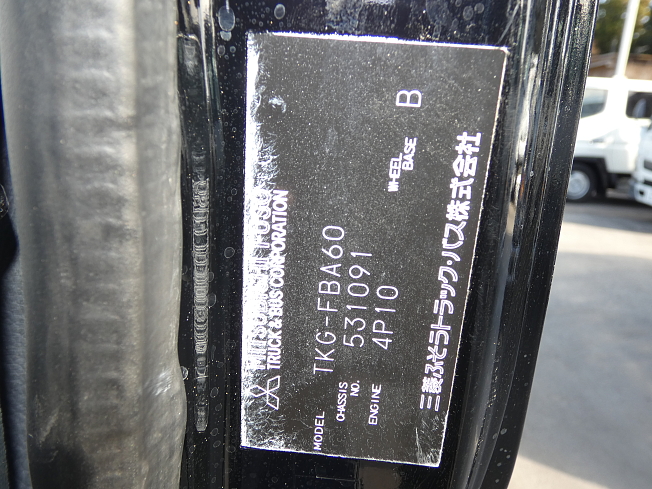 MITSUBISHI FUSO
TRUCK & BUS CORPORATION
MODEL TKG-FBA60
CHASSIS NO. 531091
ENGINE 4P10
WHEEL BASE B
三菱ふそうトラック・バス株式会社